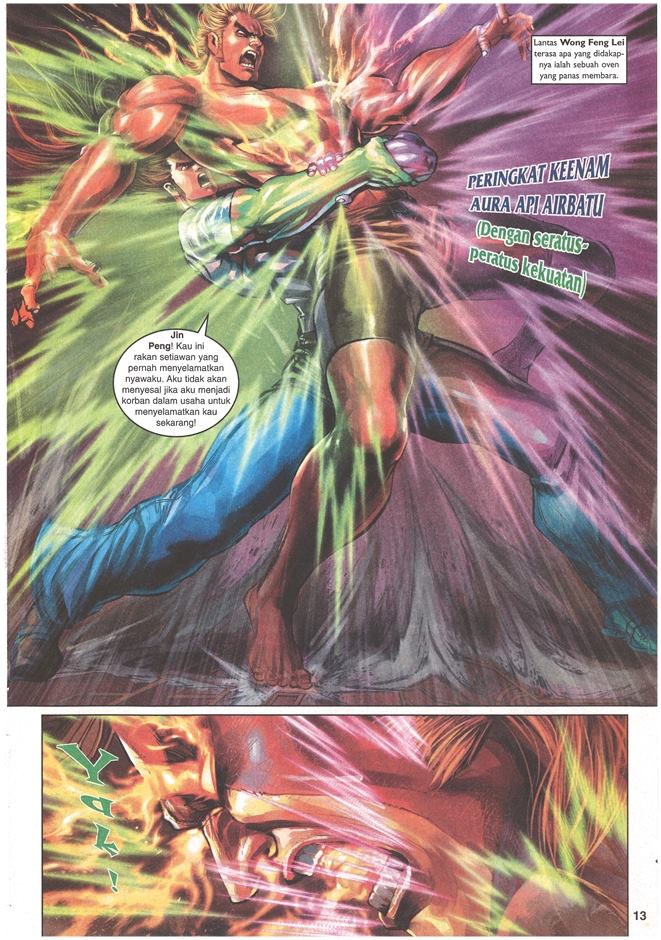 Lantas Wong Feng Lei
terasa apa yang didakap-
nya ialah sebuah oven
yang panas membara.
PERINGKAT KEENAM
AURA API AIRBATU
(Dengan seratus-
peratus kekuatan)
Jin
Peng! Kau ini
rakan setiawan yang
pernah menyelamatkan
nyawaku. Aku tidak akan
menyesal jika aku menjadi
korban dalam usaha untuk
menyelamatkan kau
sekarang!
Yak!
13